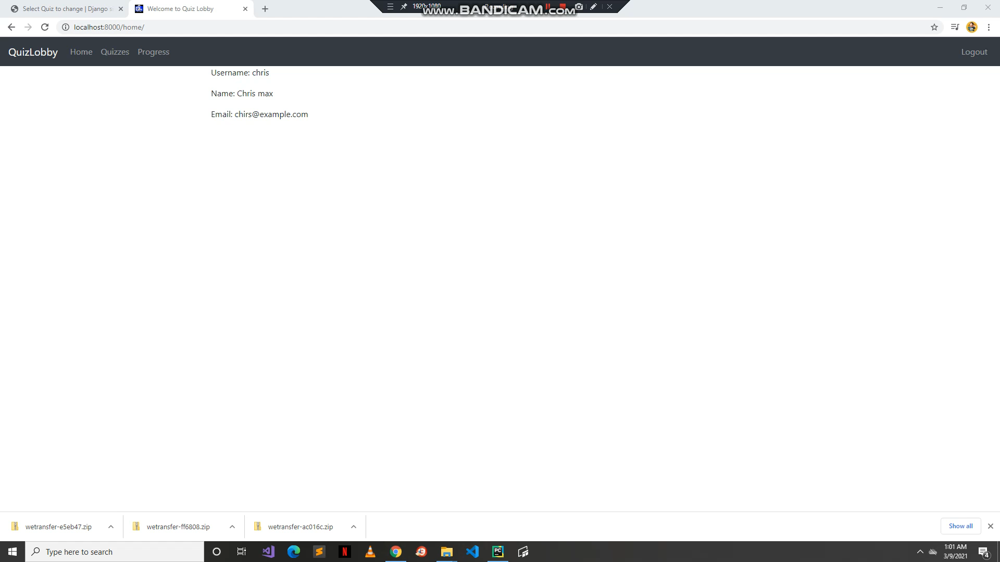 Select Quiz to change | Django s
Welcome to Quiz Lobby
1920x1080
www.BANDICAM.com
localhost:8000/home/
QuizLobby Home Quizzes Progress Logout
Username: chris
Name: Chris max
Email: chirs@example.com
wetransfer-e5eb47.zip wetransfer-ff6808.zip wetransfer-ac016c.zip Show all
Type here to search
1:01 AM
3/9/2021
4